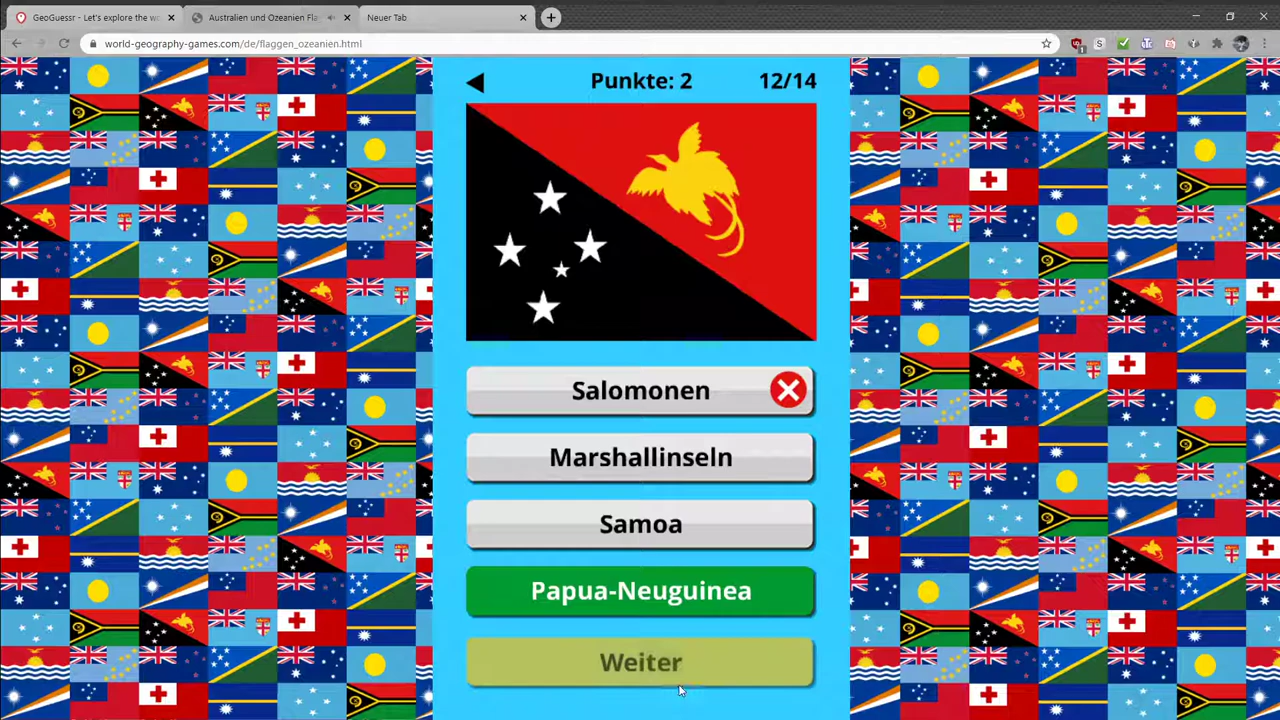 GeoGuessr - Let's explore the wo
Australien und Ozeanien Fla
Neuer Tab
world-geography-games.com/de/flaggen_ozeanien.html
Punkte: 2
12/14
Salomonen
Marshallinseln
Samoa
Papua-Neuguinea
Weiter